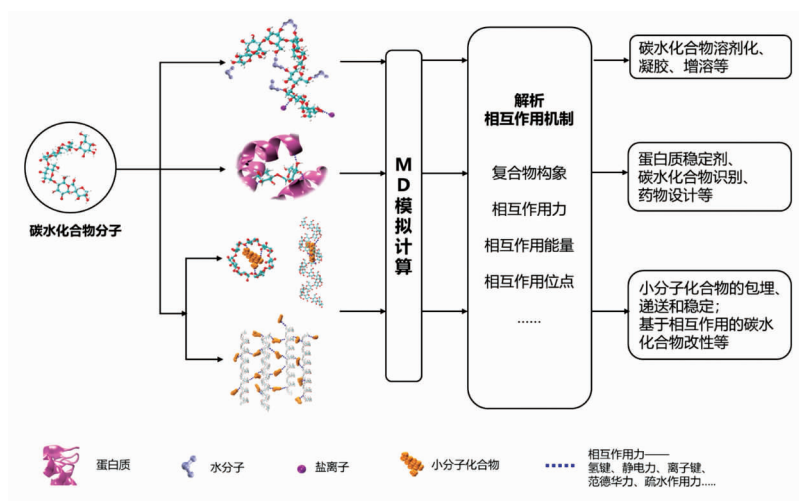 碳水化合物分子
MD模拟计算
解析
相互作用机制
复合物构象
相互作用力
相互作用能量
相互作用位点
......
碳水化合物溶剂化、
凝胶、增溶等
蛋白质稳定剂、
碳水化合物识别、
药物设计等
小分子化合物的包埋、
递送和稳定；
基于相互作用的碳水
化合物改性等
蛋白质
水分子
盐离子
小分子化合物
相互作用力——
氢键、静电力、离子键、
范德华力、疏水作用力.....